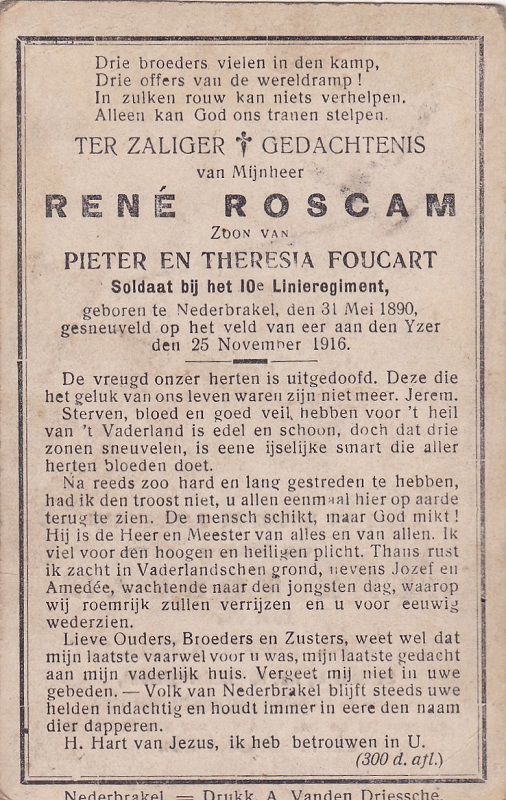 Drie broeders vielen in den kamp,
Drie offers van de wereldramp !
In zulken rouw kan niets verhelpen.
Alleen kan God ons tranen stelpen.
TER ZALIGER ✝ GEDACHTENIS
van Mijnheer
RENÉ ROSCAM
ZOON VAN
PIETER EN THERESIA FOUCART
Soldaat bij het 10e Linieregiment,
geboren te Nederbrakel, den 31 Mei 1890,
gesneuveld op het veld van eer aan den Yzer
den 25 November 1916.
De vreugd onzer herten is uitgedoofd. Deze die
het geluk van ons leven waren zijn niet meer. Jerem.
Sterven, bloed en goed veil, hebben voor 't heil
van 't Vaderland is edel en schoon, doch dat drie
zonen sneuvelen, is eene ijselijke smart die aller
herten bloeden doet.
Na reeds zoo hard en lang gestreden te hebben,
had ik den troost niet, u allen eenmaal hier op aarde
terug te zien. De mensch schikt, maar God mikt !
Hij is de Heer en Meester van alles en van allen. Ik
viel voor den hoogen en heiligen plicht. Thans rust
ik zacht in Vaderlandschen grond, nevens Jozef en
Amedée, wachtende naar den jongsten dag, waarop
wij roemrijk zullen verrijzen en u voor eeuwig
wederzien.
Lieve Ouders, Broeders en Zusters, weet wel dat
mijn laatste vaarwel voor u was, mijn laatste gedacht
aan mijn vaderlijk huis. Vergeet mij niet in uwe
gebeden. — Volk van Nederbrakel blijft steeds uwe
helden indachtig en houdt immer in eere den naam
dier dapperen.
H. Hart van Jezus, ik heb betrouwen in U.
(300 d. afl.)
Nederbrakel — Drukk. A. Vanden Driessche.